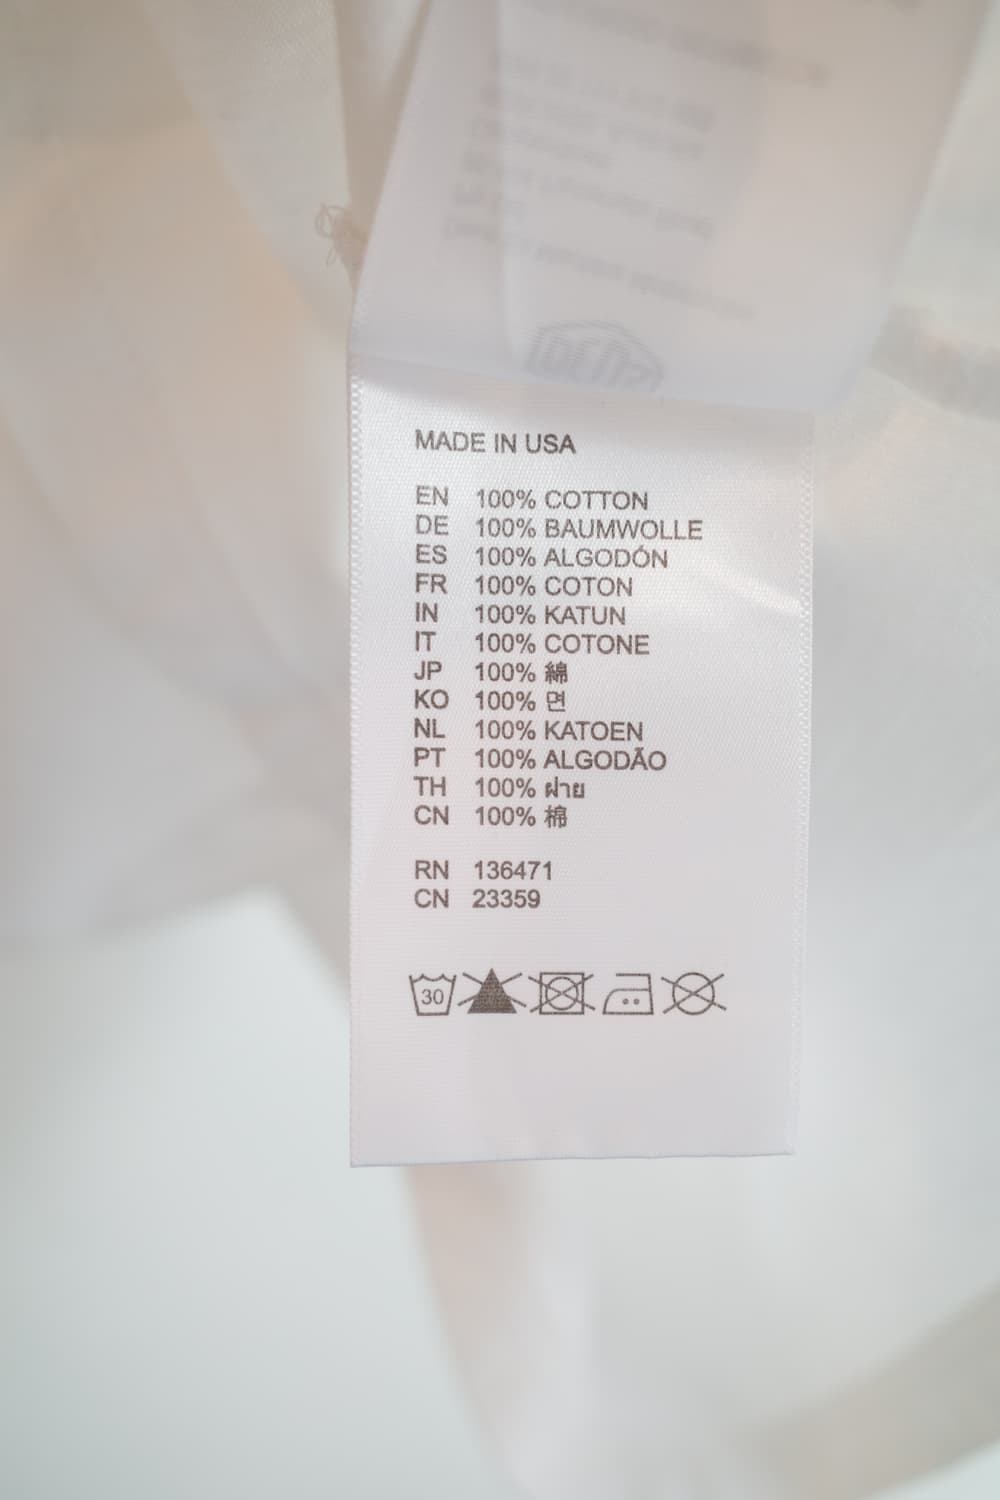 MADE IN USA
EN 100% COTTON
DE 100% BAUMWOLLE
ES 100% ALGODÓN
FR 100% COTON
IN 100% KATUN
IT 100% COTONE
JP 100% 綿
KO 100% 면
NL 100% KATOEN
PT 100% ALGODÃO
TH 100% ฝ้าย
CN 100% 棉
RN 136471
CN 23359
30